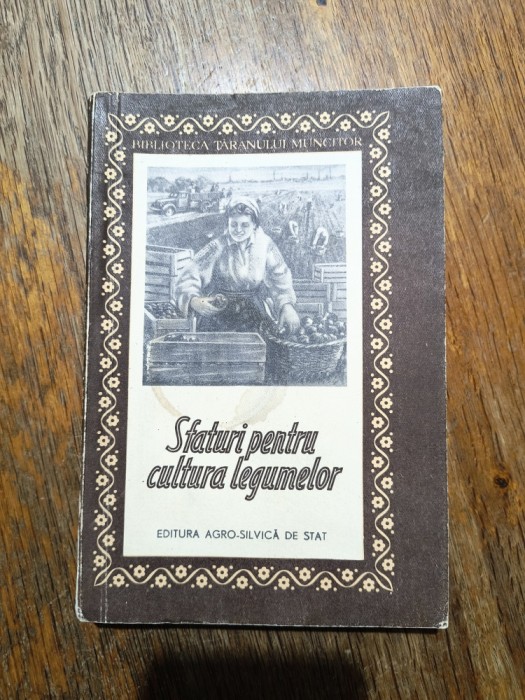 BIBLIOTECA ȚĂRANULUI MUNCITOR
Sfaturi pentru
cultura legumelor
EDITURA AGRO-SILVICĂ DE STAT